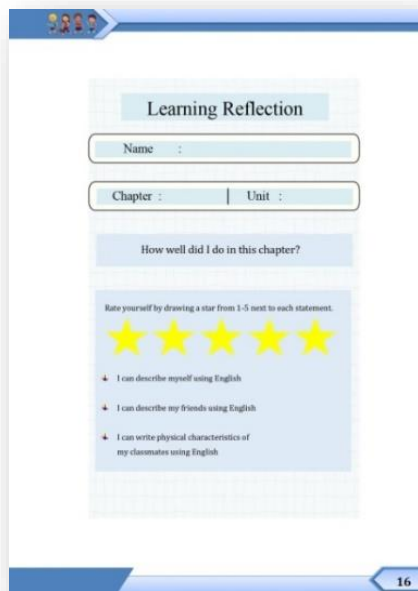 Learning Reflection
Name :
Chapter : | Unit :
How well did I do in this chapter?
Rate yourself by drawing a star from 1-5 next to each statement.
I can describe myself using English
I can describe my friends using English
I can write physical characteristics of
my classmates using English
16